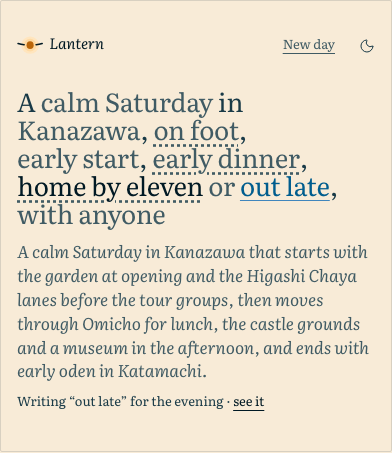 Lantern
New day
A calm Saturday in
Kanazawa, on foot,
early start, early dinner,
home by eleven or out late,
with anyone
A calm Saturday in Kanazawa that starts with
the garden at opening and the Higashi Chaya
lanes before the tour groups, then moves
through Omicho for lunch, the castle grounds
and a museum in the afternoon, and ends with
early oden in Katamachi.
Writing “out late” for the evening · see it